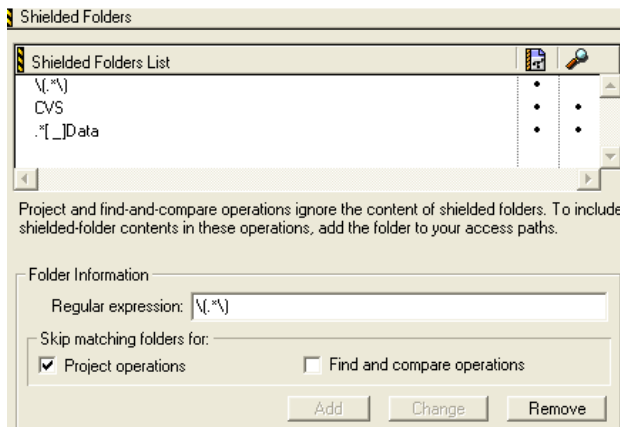 Shielded Folders
Shielded Folders List
\(.*\)
CVS
.*[ _]Data
Project and find-and-compare operations ignore the content of shielded folders. To include
shielded-folder contents in these operations, add the folder to your access paths.
Folder Information
Regular expression: \(.*\)
Skip matching folders for:
Project operations Find and compare operations
Add Change Remove